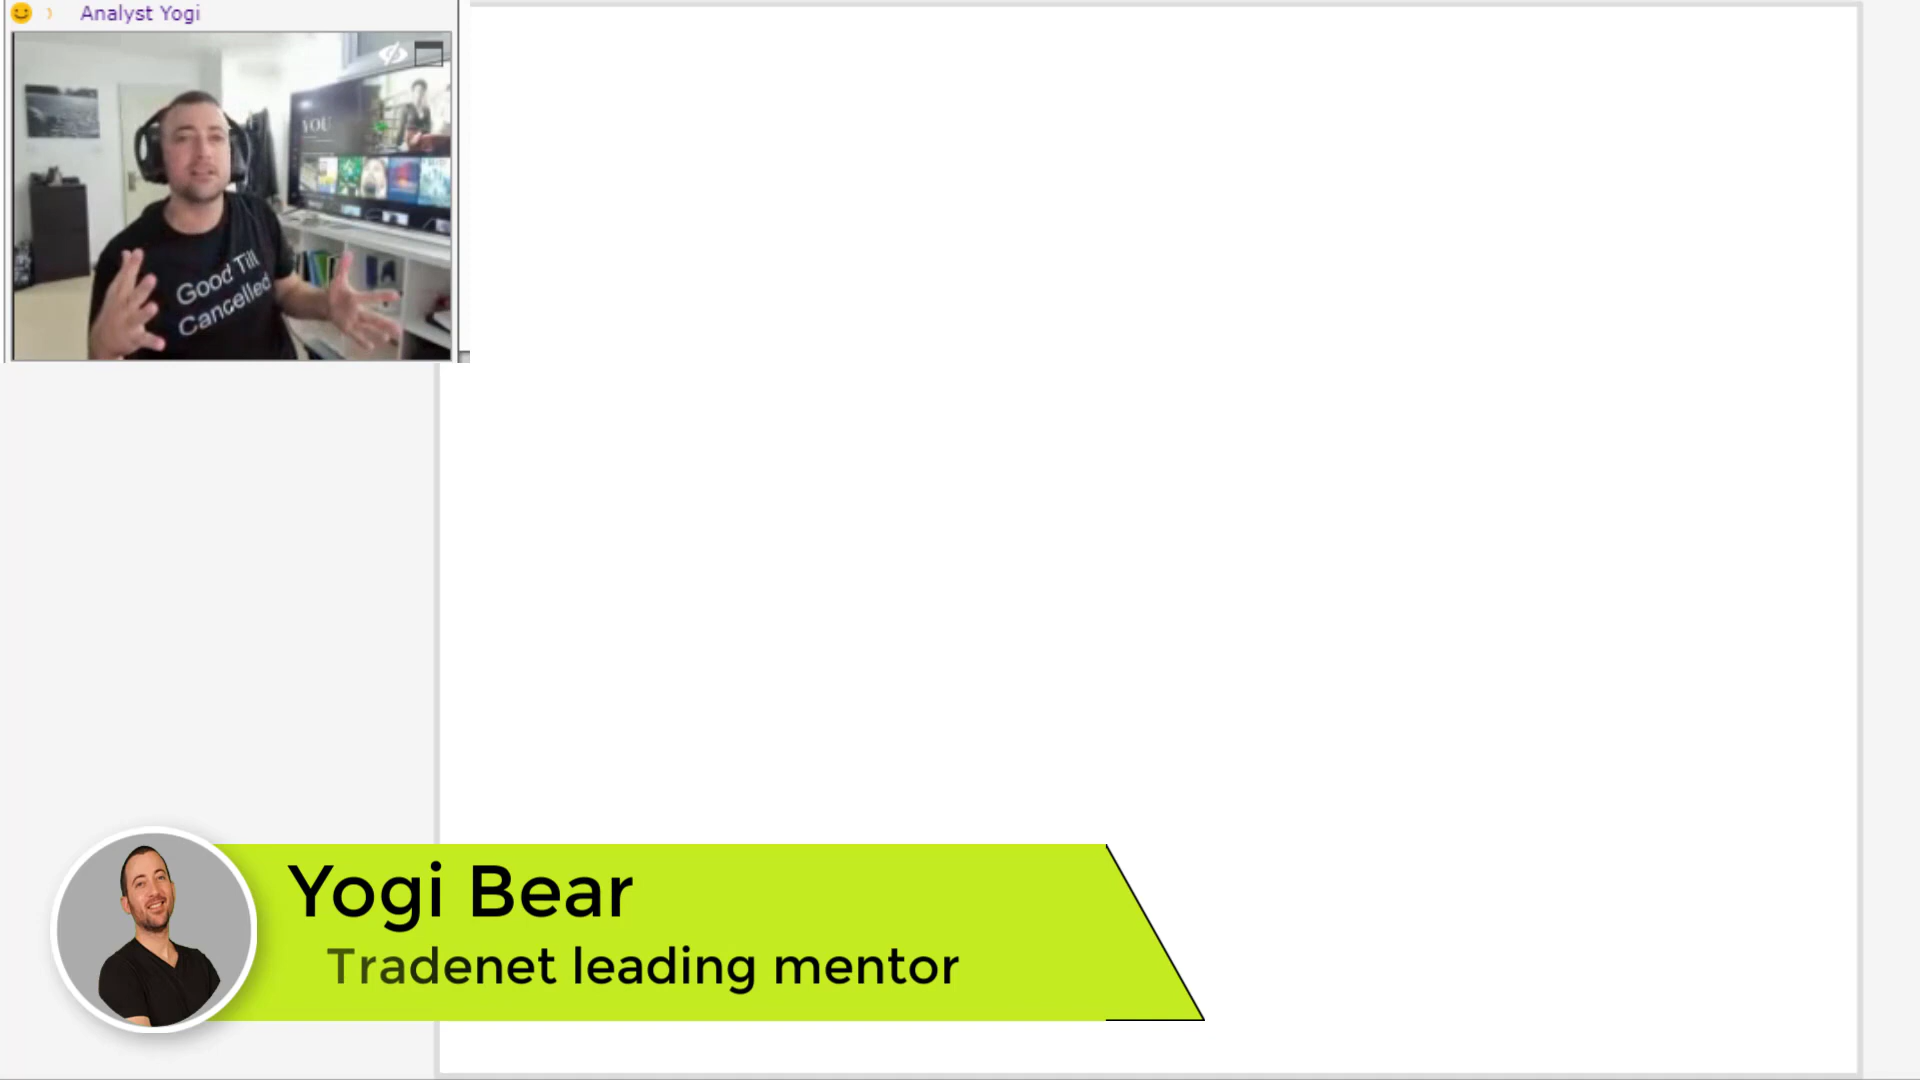 Analyst Yogi
YOU
Good Till
Cancelled
Yogi Bear
Tradenet leading mentor